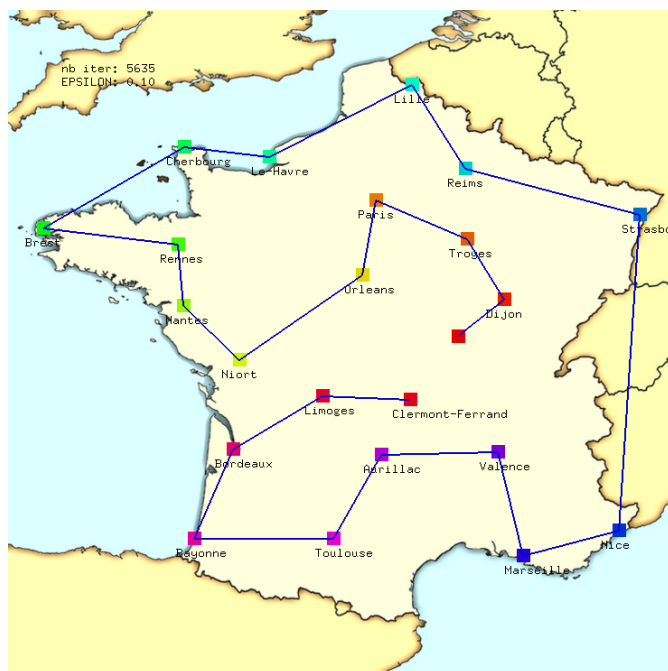 nb iter: 5635
EPSILON: 0.10
Lille
Cherbourg
Le-Havre
Reims
Paris
Strasbo
Brest
Rennes
Troyes
Orleans
Nantes
Dijon
Niort
Limoges
Clermont-Ferrand
Bordeaux
Aurillac
Valence
Bayonne
Toulouse
Nice
Marseille